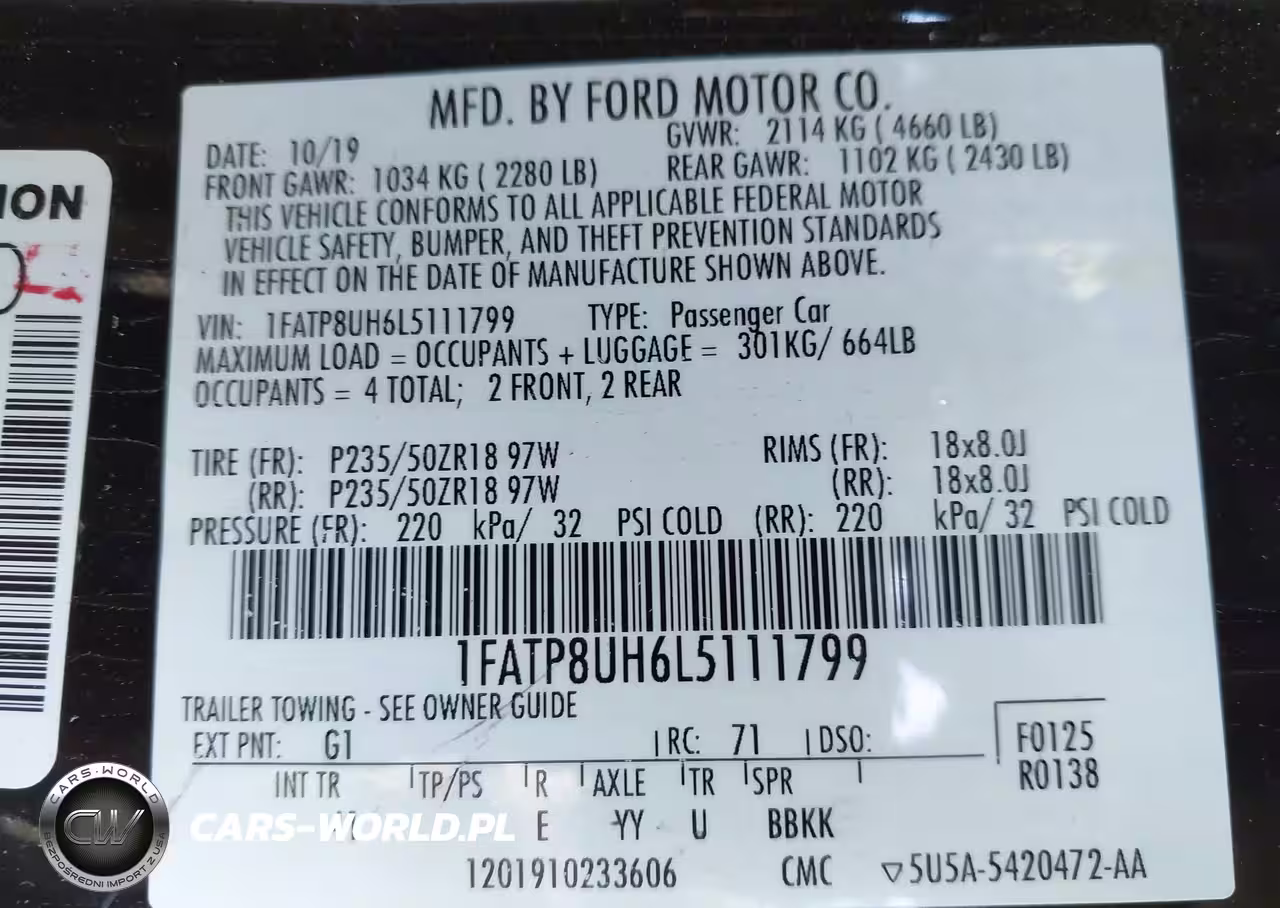 MFD. BY FORD MOTOR CO.
DATE: 10/19 GVWR: 2114 KG ( 4660 LB)
FRONT GAWR: 1034 KG ( 2280 LB) REAR GAWR: 1102 KG ( 2430 LB)
THIS VEHICLE CONFORMS TO ALL APPLICABLE FEDERAL MOTOR
VEHICLE SAFETY, BUMPER, AND THEFT PREVENTION STANDARDS
IN EFFECT ON THE DATE OF MANUFACTURE SHOWN ABOVE.
VIN: 1FATP8UH6L5111799 TYPE: Passenger Car
MAXIMUM LOAD = OCCUPANTS + LUGGAGE = 301KG/ 664LB
OCCUPANTS = 4 TOTAL; 2 FRONT, 2 REAR
TIRE (FR): P235/50ZR18 97W RIMS (FR): 18x8.0J
(RR): P235/50ZR18 97W (RR): 18x8.0J
PRESSURE (FR): 220 kPa/ 32 PSI COLD (RR): 220 kPa/ 32 PSI COLD
1FATP8UH6L5111799
TRAILER TOWING - SEE OWNER GUIDE
EXT PNT: G1 RC: 71 DSO: F0125
R0138
INT TR TP/PS R AXLE TR SPR
E YY U BBKK
1201910233606 CMC ▽5U5A-5420472-AA
ION
CARS-WORLD
CW
BEZPOŚREDNI IMPORT Z USA
CARS-WORLD.PL